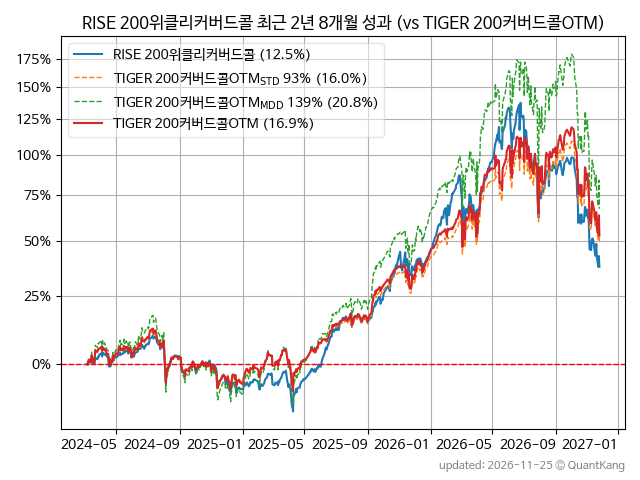 RISE 200위클리커버드콜 최근 2년 8개월 성과 (vs TIGER 200커버드콜OTM)
RISE 200위클리커버드콜 (12.5%)
TIGER 200커버드콜OTM STD 93% (16.0%)
TIGER 200커버드콜OTM MDD 139% (20.8%)
TIGER 200커버드콜OTM (16.9%)
175%
150%
125%
100%
75%
50%
25%
0%
2024-05 2024-09 2025-01 2025-05 2025-09 2026-01 2026-05 2026-09 2027-01
updated: 2026-11-25 © QuantKang